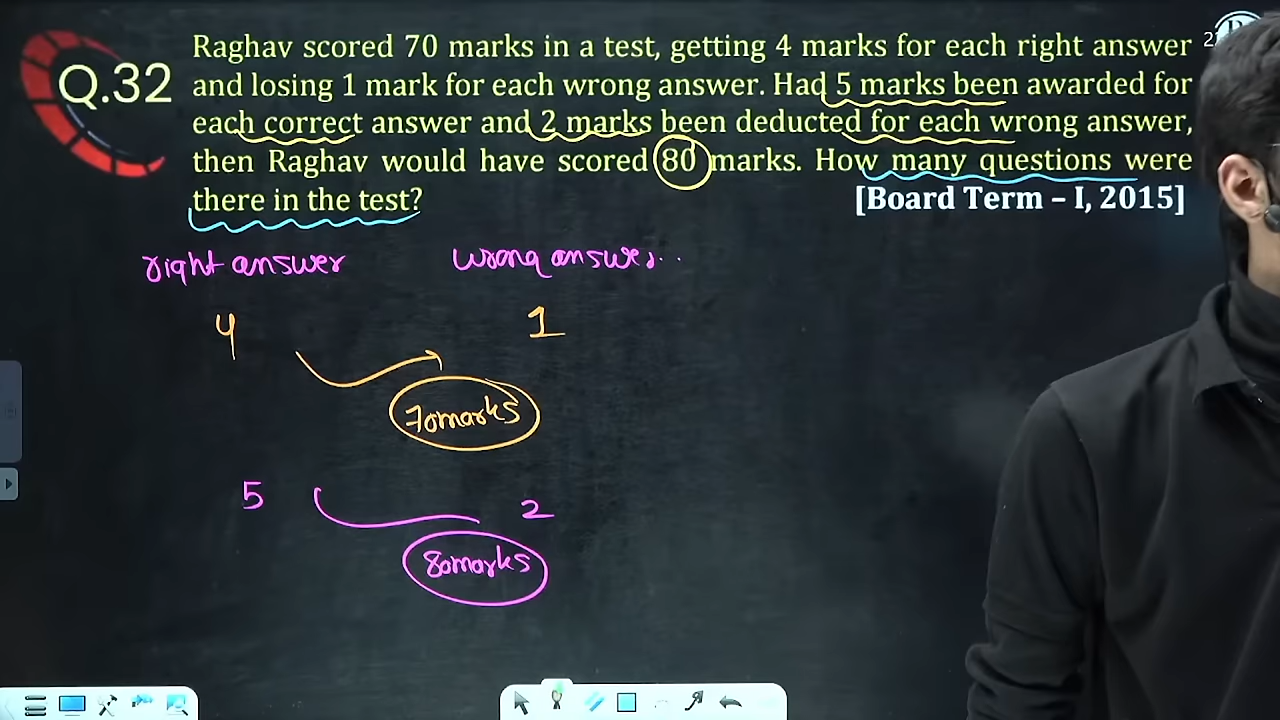 Q.32
Raghav scored 70 marks in a test, getting 4 marks for each right answer
and losing 1 mark for each wrong answer. Had 5 marks been awarded for
each correct answer and 2 marks been deducted for each wrong answer,
then Raghav would have scored 80 marks. How many questions were
there in the test?
[Board Term – I, 2015]
right answer wrong answer..
4 1
70marks
5 2
80marks